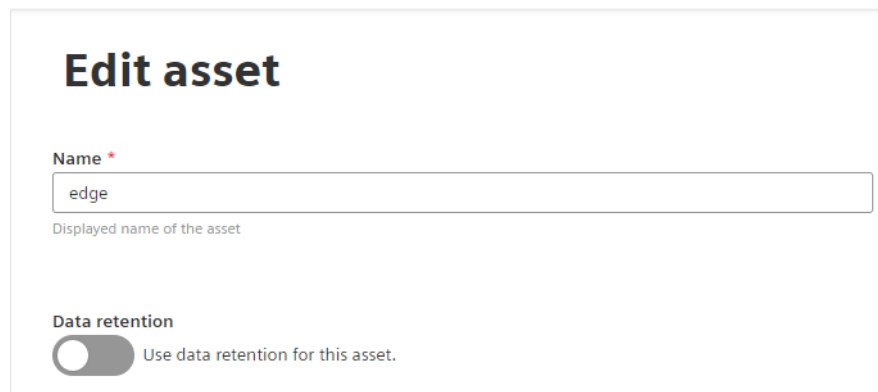 Edit asset
Name *
edge
Displayed name of the asset
Data retention
Use data retention for this asset.